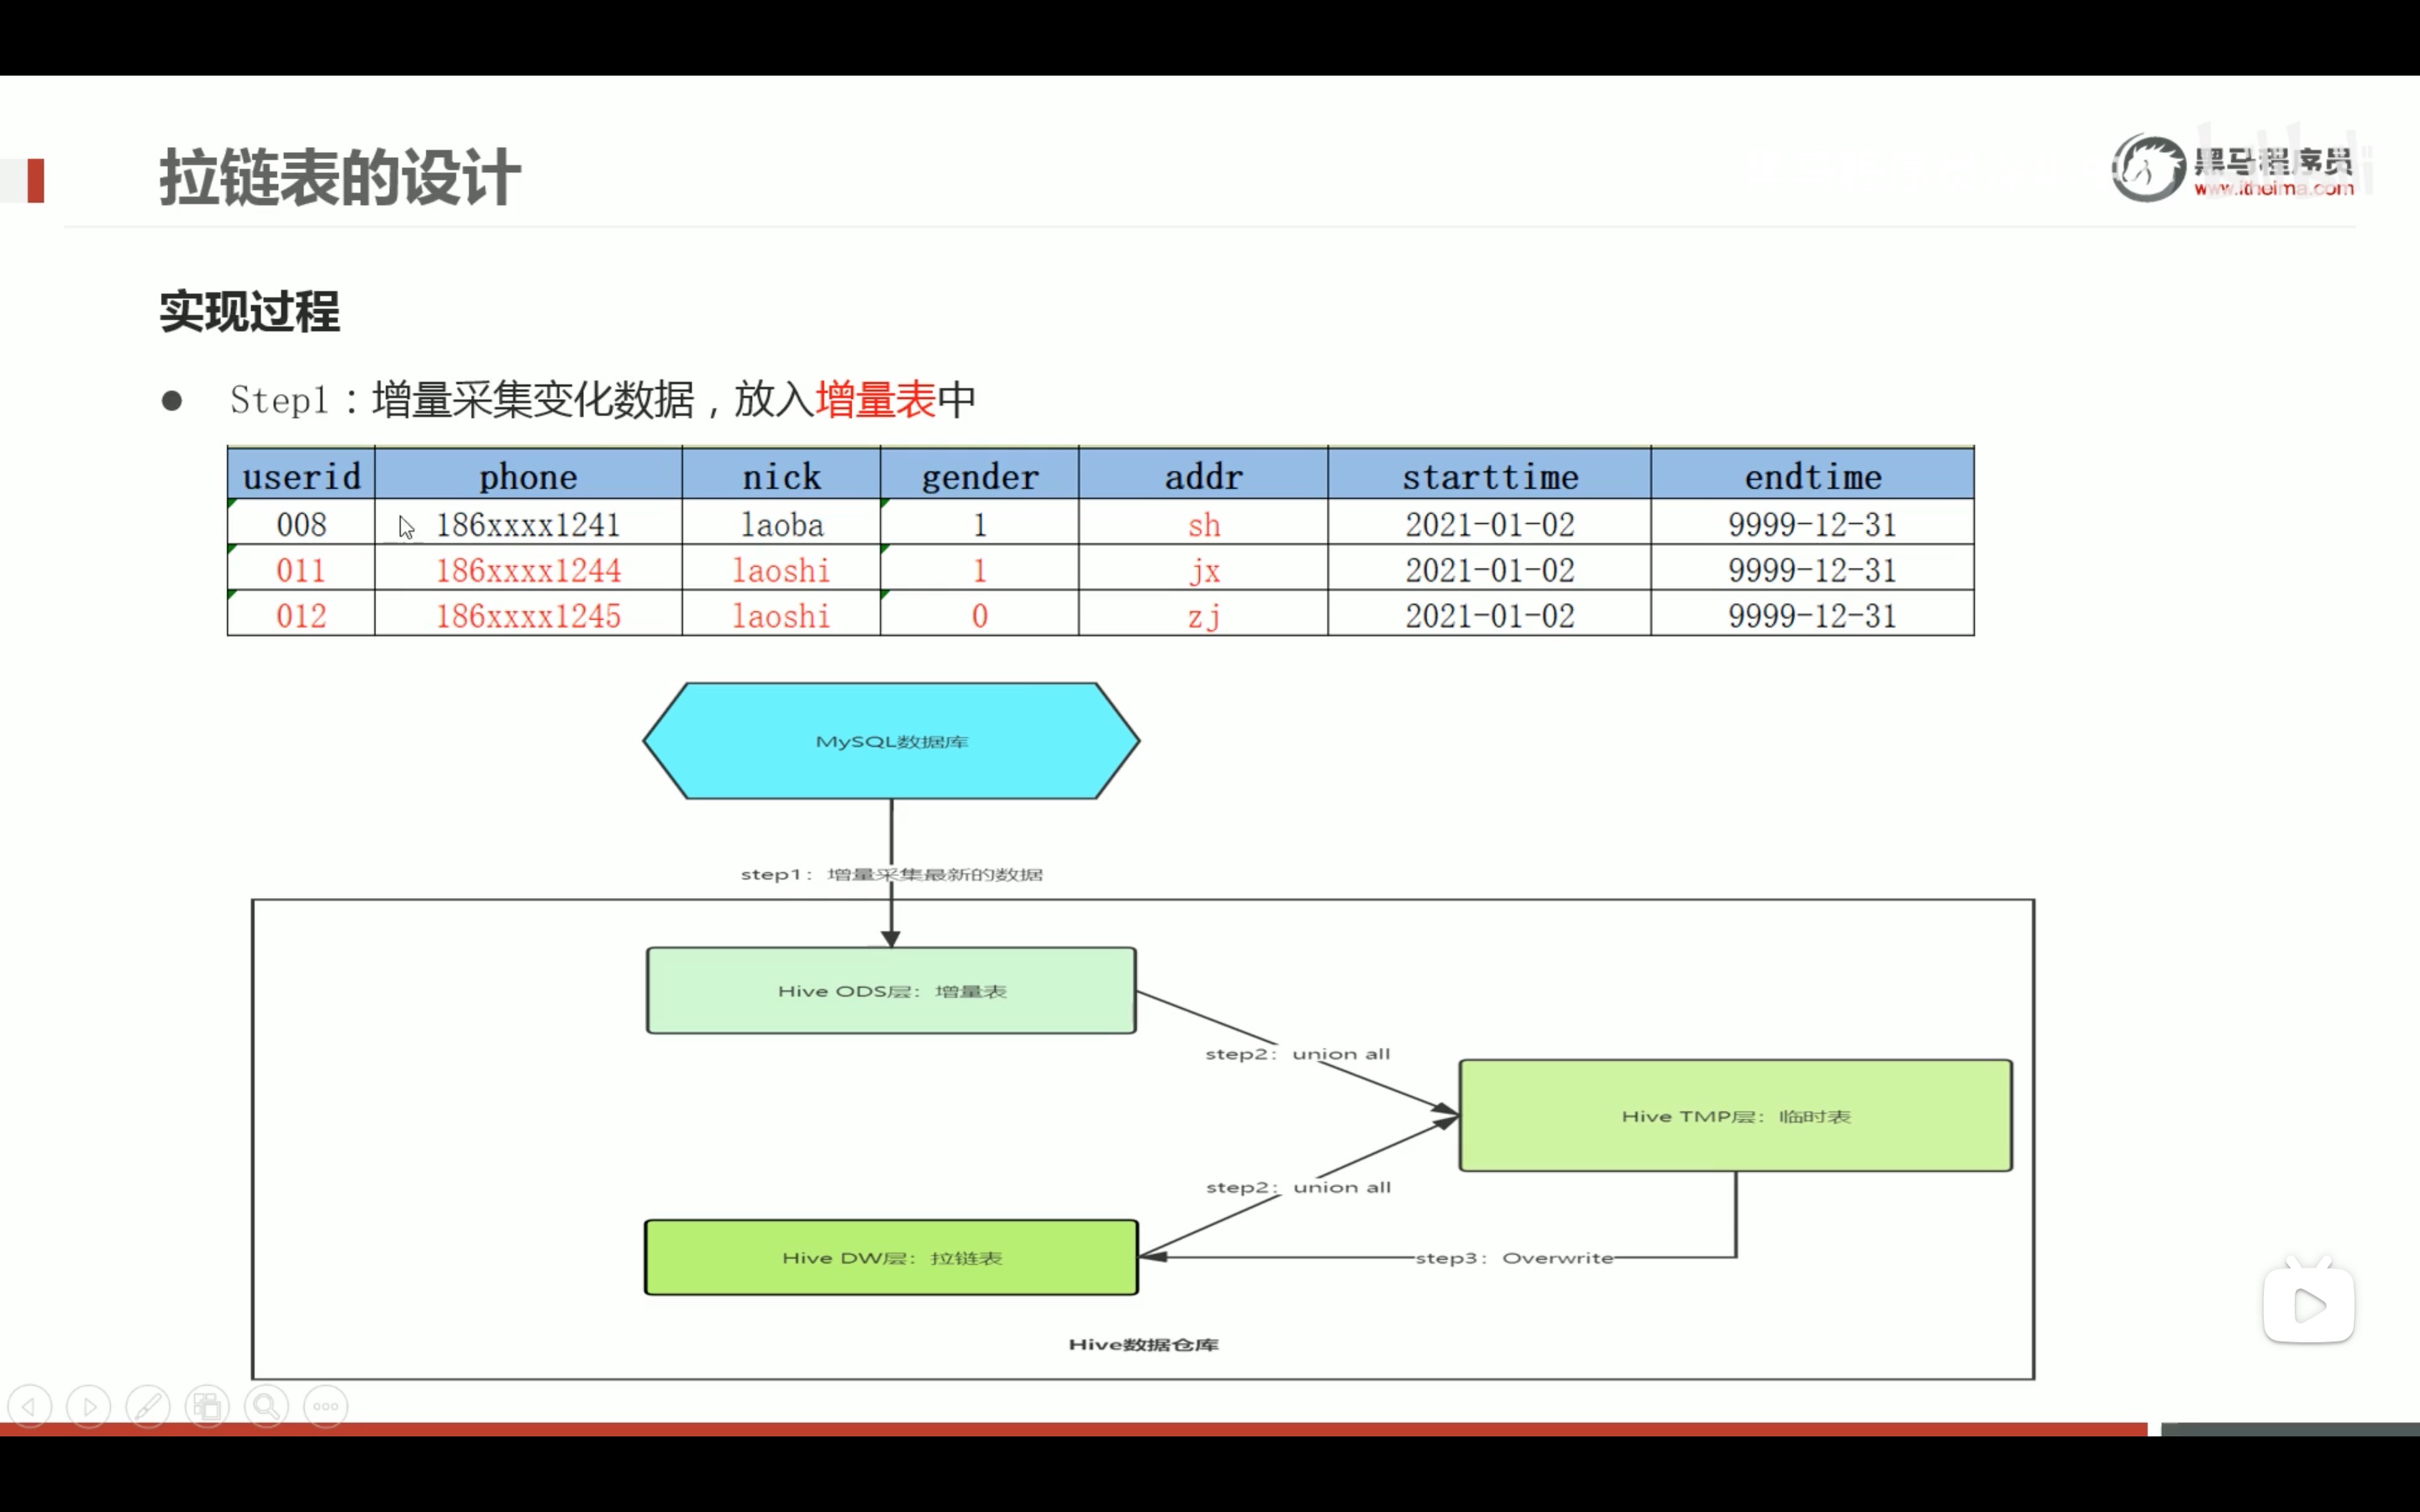 拉链表的设计
黑马程序员
www.itheima.com
实现过程
● Step1：增量采集变化数据，放入增量表中
userid phone nick gender addr starttime endtime
008 186xxxx1241 laoba 1 sh 2021-01-02 9999-12-31
011 186xxxx1244 laoshi 1 jx 2021-01-02 9999-12-31
012 186xxxx1245 laoshi 0 zj 2021-01-02 9999-12-31
MySQL数据库
step1：增量采集最新的数据
Hive ODS层：增量表
step2：union all
Hive TMP层：临时表
step2：union all
Hive DW层：拉链表
step3：Overwrite
Hive数据仓库